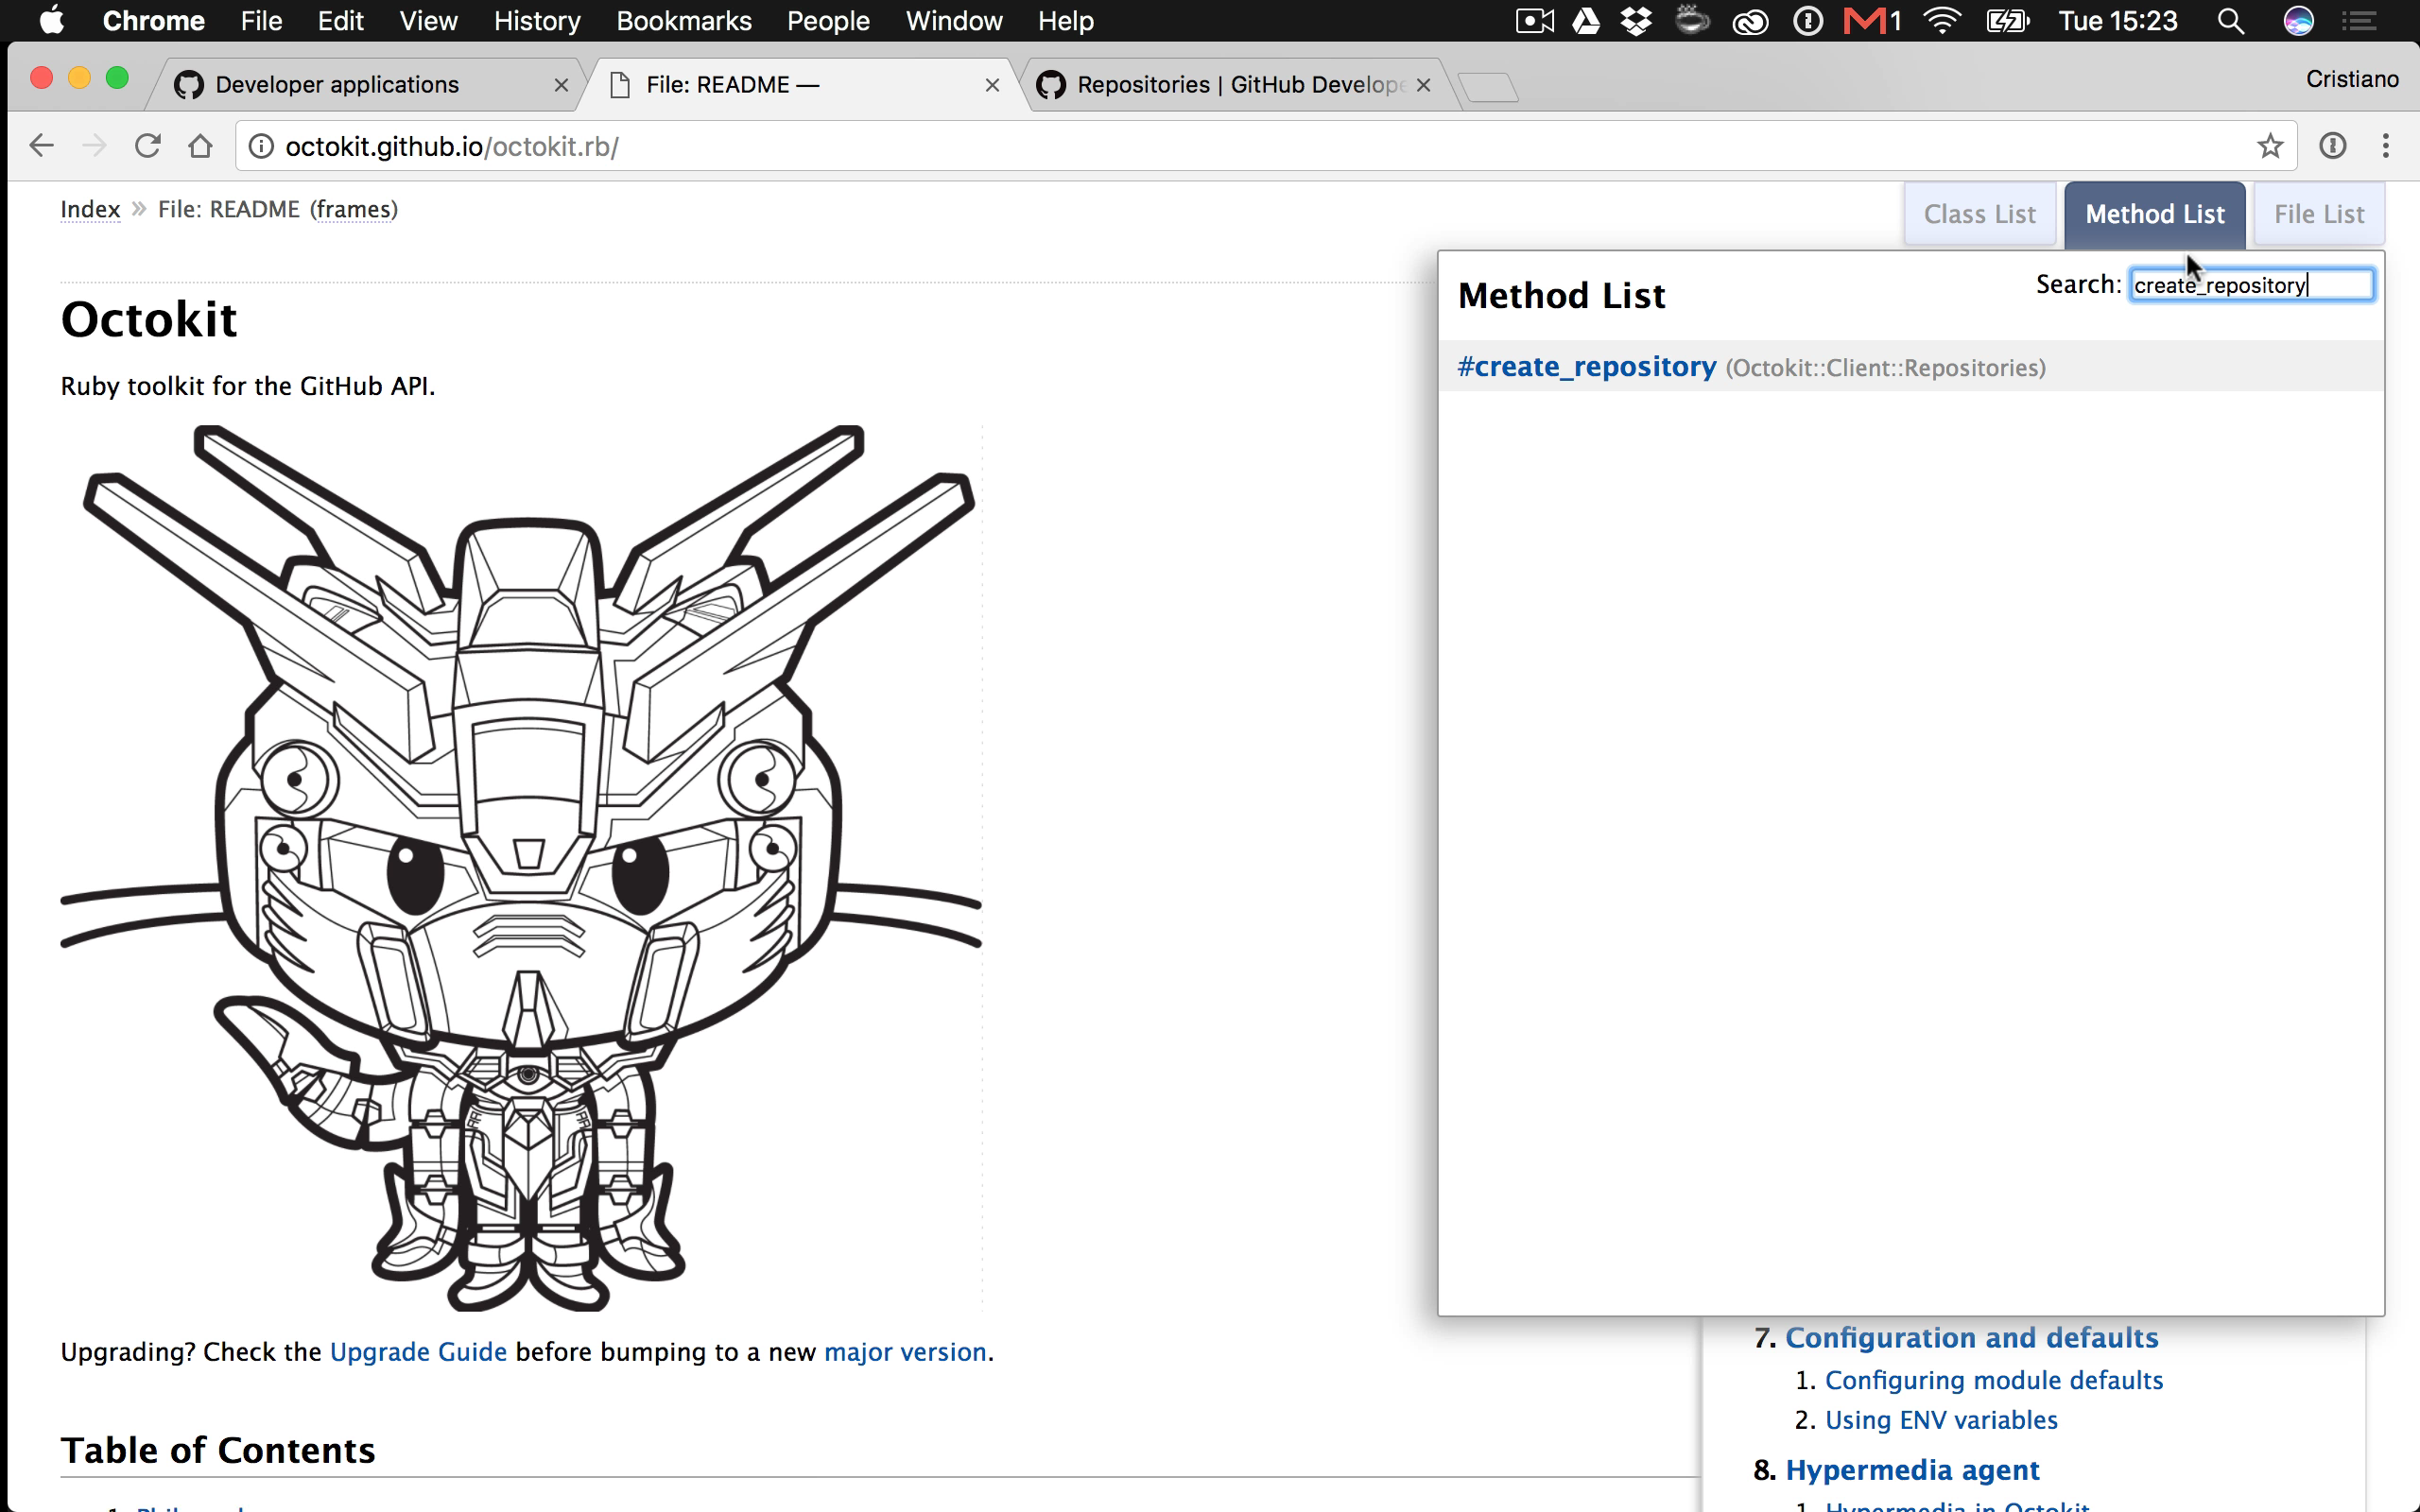 Chrome File Edit View History Bookmarks People Window Help 1 Tue 15:23
Developer applications File: README — Repositories | GitHub Develope Cristiano
octokit.github.io/octokit.rb/
Index » File: README (frames)
Class List Method List File List
Method List
Search: create_repository
#create_repository (Octokit::Client::Repositories)
Octokit
Ruby toolkit for the GitHub API.
Upgrading? Check the Upgrade Guide before bumping to a new major version.
Table of Contents
7. Configuration and defaults
1. Configuring module defaults
2. Using ENV variables
8. Hypermedia agent
1. Hypermedia in Octokit